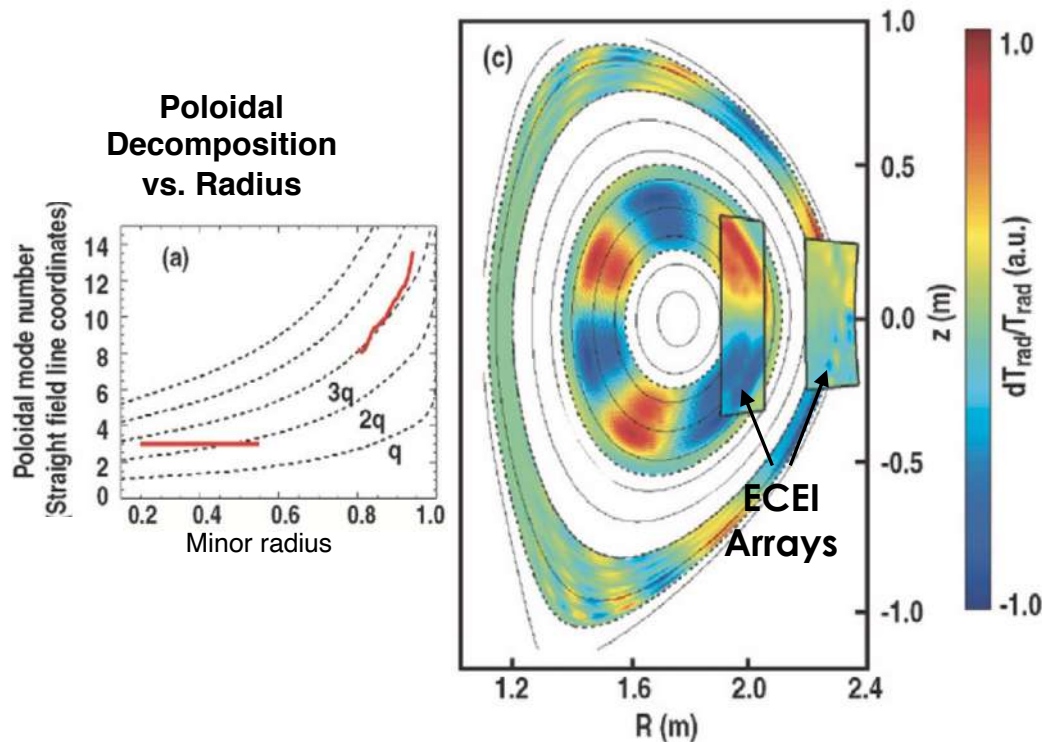 Poloidal
Decomposition
vs. Radius
(a)
14
12
10
8
6
4
2
0
Poloidal mode number
(Straight field line coordinates)
3q
2q
q
0.2
0.4
0.6
0.8
1.0
Minor radius
(c)
1.0
0.5
0.0
-0.5
-1.0
z (m)
ECEI
Arrays
1.2
1.6
2.0
2.4
R (m)
1.0
-1.0
dTrad/Trad (a.u.)